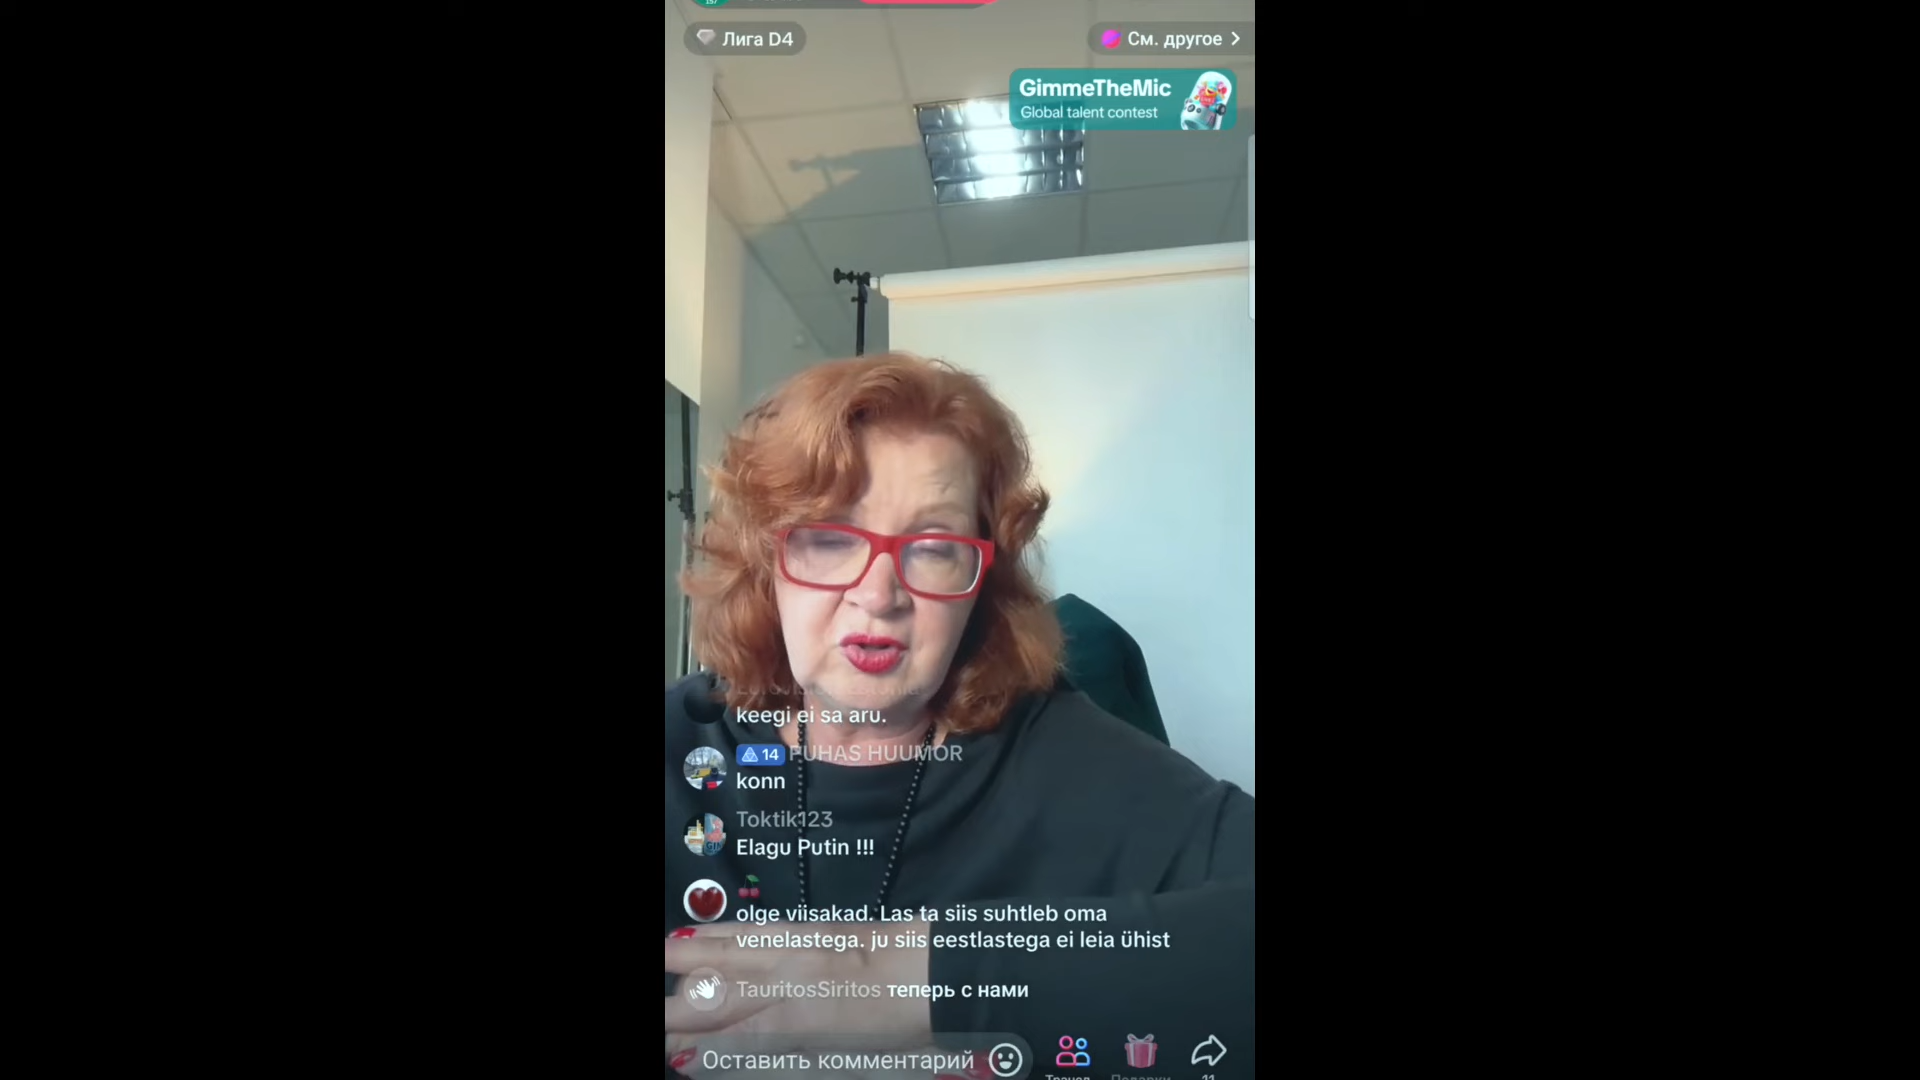 Лига D4
См. другое
GimmeTheMic
Global talent contest
keegi ei sa aru.
14 PUHAS HUUMOR
konn
Toktik123
Elagu Putin !!!
olge viisakad. Las ta siis suhtleb oma
venelastega. ju siis eestlastega ei leia ühist
TauritosSiritos теперь с нами
Оставить комментарий